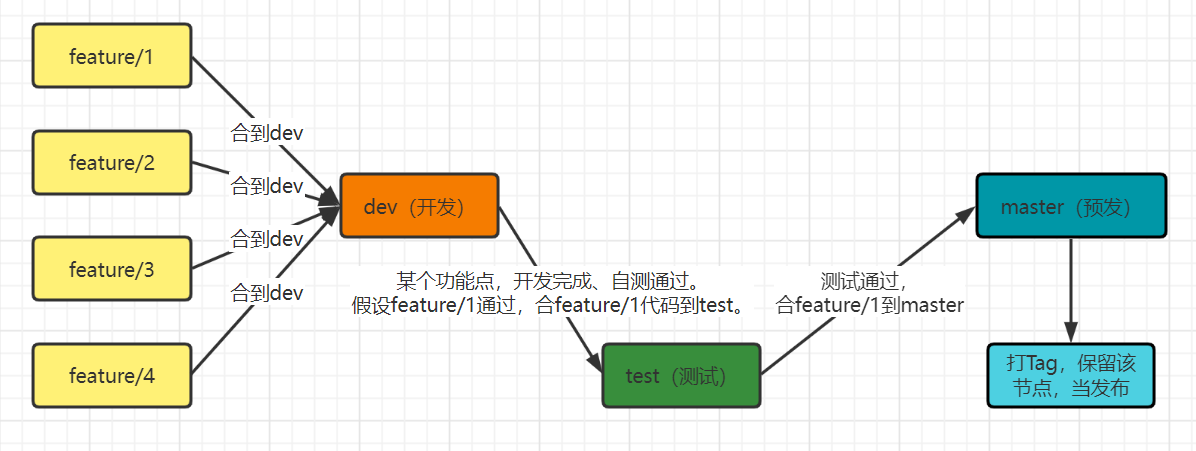 feature/1
合到dev
feature/2
合到dev
feature/3
合到dev
feature/4
合到dev
dev（开发）
某个功能点，开发完成、自测通过。
假设feature/1通过，合feature/1代码到test。
test（测试）
测试通过，
合feature/1到master
master（预发）
打Tag，保留该
节点，当发布